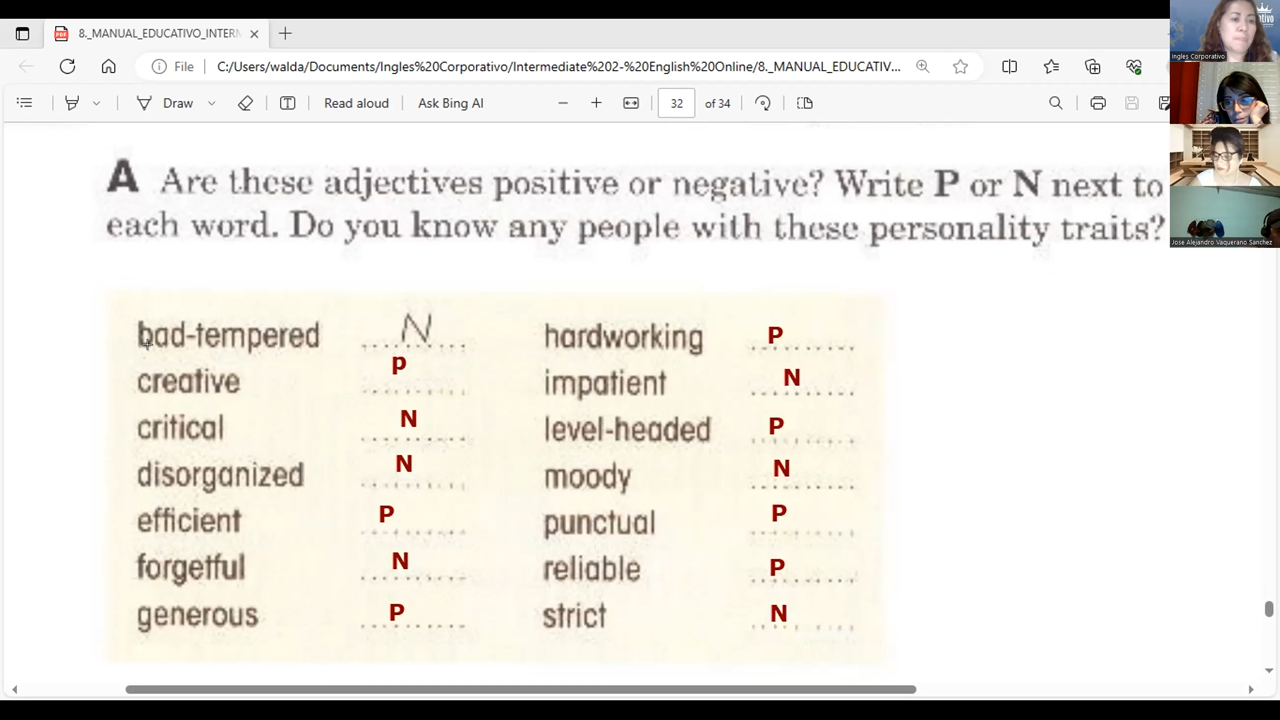 8._MANUAL_EDUCATIVO_INTERN
File
C:/Users/walda/Documents/Ingles%20Corpo
mediate%202-%20English%20Online/8._MANUAL_EDUCATIV...
Draw
Read aloud
Ask Bing AI
32
of 34
A Are these adjectives positive or negative? Write P or N next to
each word. Do you know any people with these personality traits?
bad-tempered N hardworking P
creative p impatient N
critical N level-headed P
disorganized N moody N
efficient P punctual P
forgetful N reliable P
generous P strict N
Ingles Corporativo
Jose Alejandro Vaquerano Sanchez